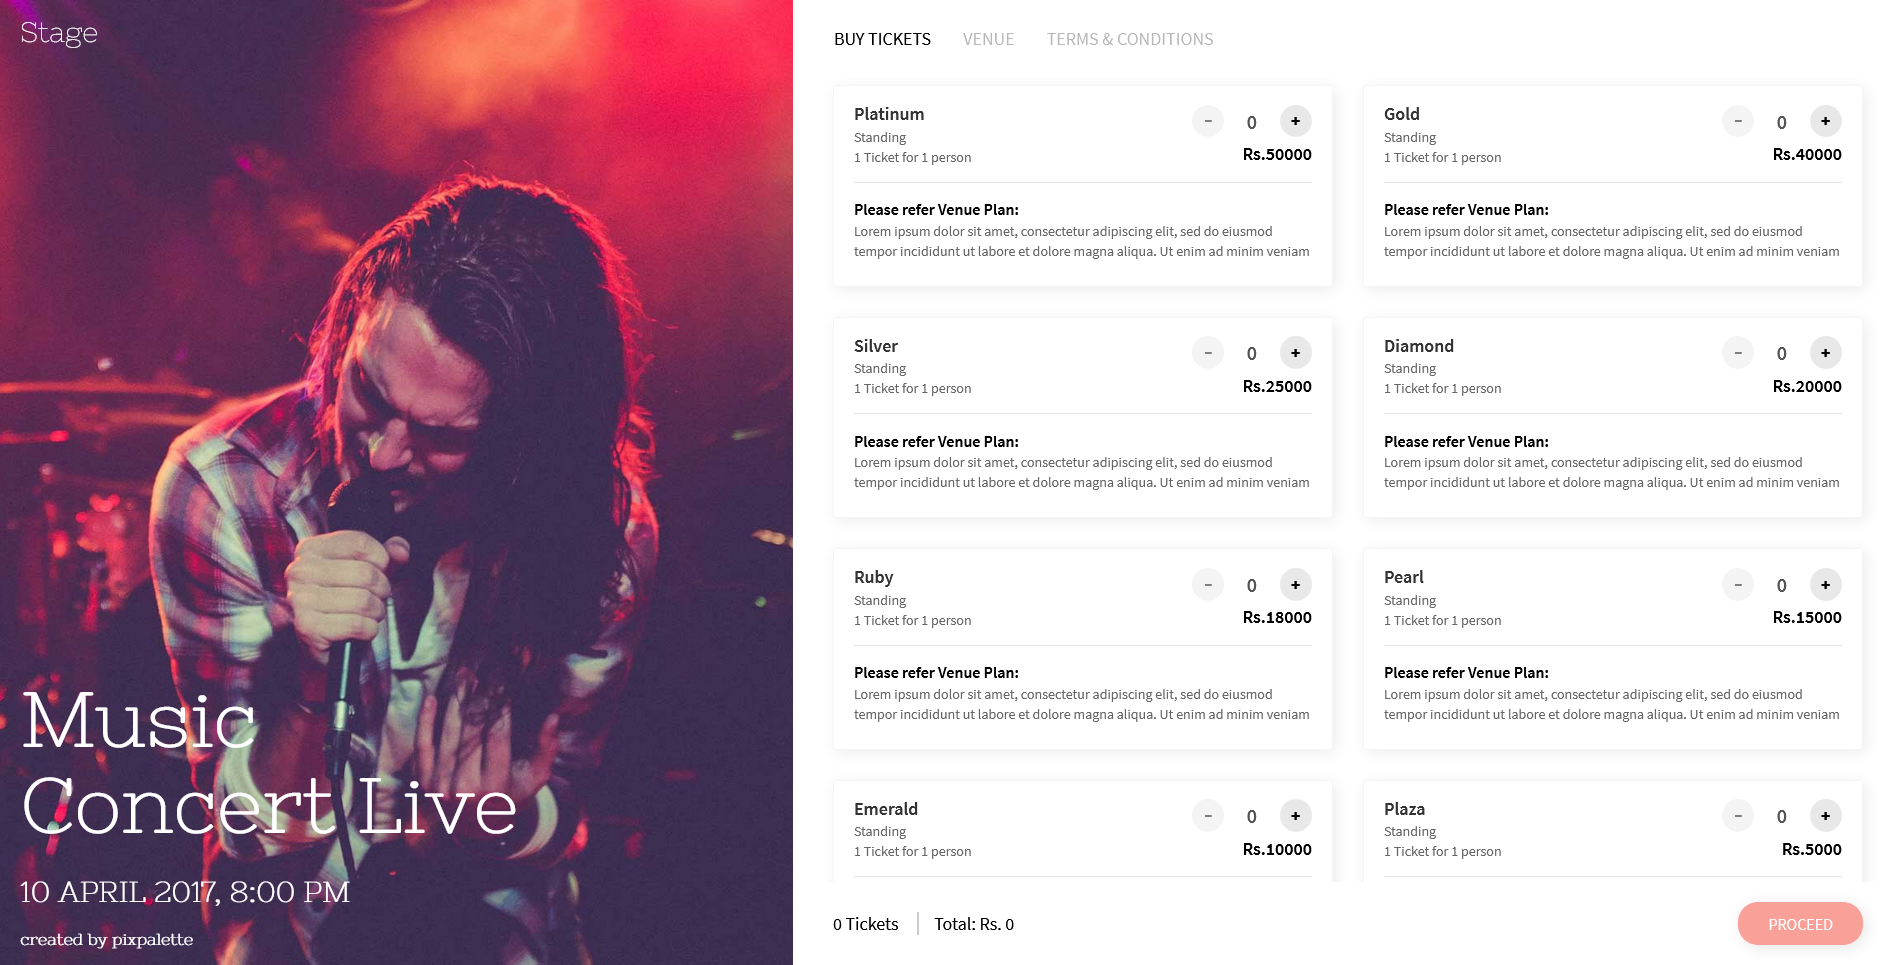 Stage
Music
Concert Live
10 APRIL 2017, 8:00 PM
created by pixpalette
BUY TICKETS VENUE TERMS & CONDITIONS
Platinum - 0 +
Standing
1 Ticket for 1 person Rs.50000
Please refer Venue Plan:
Lorem ipsum dolor sit amet, consectetur adipiscing elit, sed do eiusmod
tempor incididunt ut labore et dolore magna aliqua. Ut enim ad minim veniam
Gold - 0 +
Standing
1 Ticket for 1 person Rs.40000
Please refer Venue Plan:
Lorem ipsum dolor sit amet, consectetur adipiscing elit, sed do eiusmod
tempor incididunt ut labore et dolore magna aliqua. Ut enim ad minim veniam
Silver - 0 +
Standing
1 Ticket for 1 person Rs.25000
Please refer Venue Plan:
Lorem ipsum dolor sit amet, consectetur adipiscing elit, sed do eiusmod
tempor incididunt ut labore et dolore magna aliqua. Ut enim ad minim veniam
Diamond - 0 +
Standing
1 Ticket for 1 person Rs.20000
Please refer Venue Plan:
Lorem ipsum dolor sit amet, consectetur adipiscing elit, sed do eiusmod
tempor incididunt ut labore et dolore magna aliqua. Ut enim ad minim veniam
Ruby - 0 +
Standing
1 Ticket for 1 person Rs.18000
Please refer Venue Plan:
Lorem ipsum dolor sit amet, consectetur adipiscing elit, sed do eiusmod
tempor incididunt ut labore et dolore magna aliqua. Ut enim ad minim veniam
Pearl - 0 +
Standing
1 Ticket for 1 person Rs.15000
Please refer Venue Plan:
Lorem ipsum dolor sit amet, consectetur adipiscing elit, sed do eiusmod
tempor incididunt ut labore et dolore magna aliqua. Ut enim ad minim veniam
Emerald - 0 +
Standing
1 Ticket for 1 person Rs.10000
Plaza - 0 +
Standing
1 Ticket for 1 person Rs.5000
0 Tickets Total: Rs. 0 PROCEED